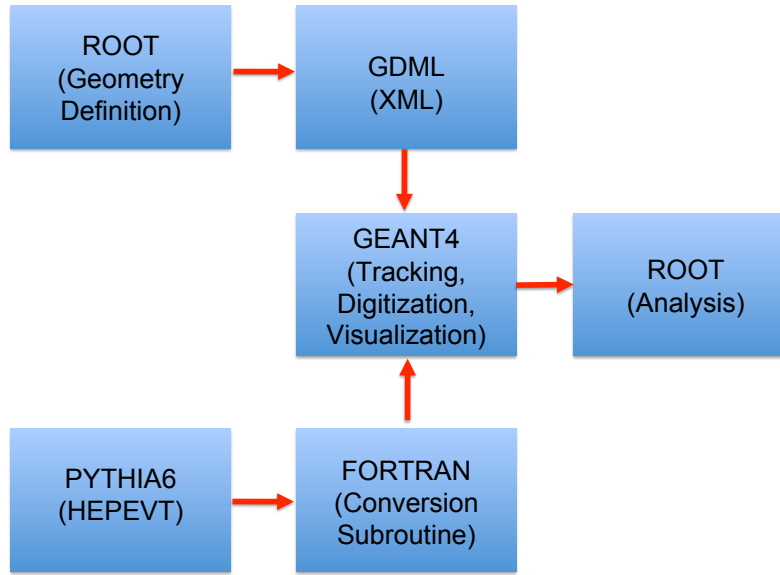 ROOT
(Geometry
Definition)
GDML
(XML)
GEANT4
(Tracking,
Digitization,
Visualization)
ROOT
(Analysis)
PYTHIA6
(HEPEVT)
FORTRAN
(Conversion
Subroutine)